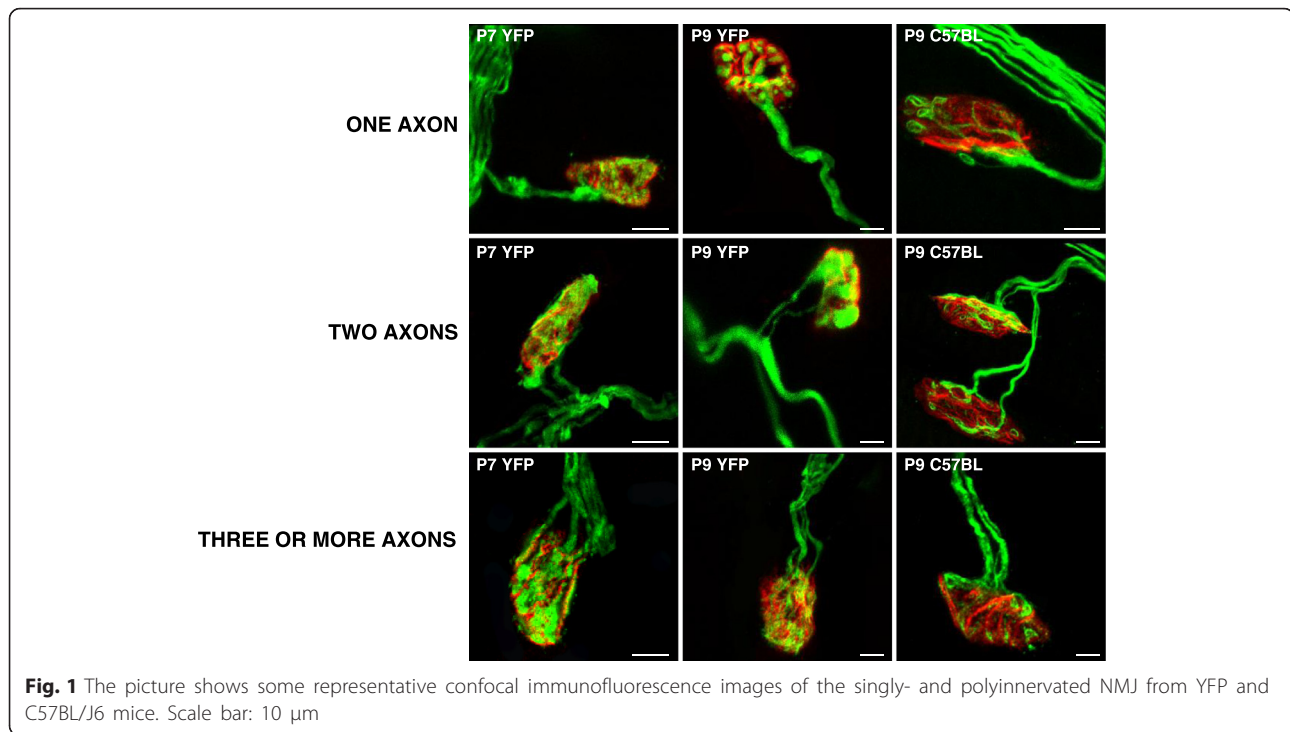 P7 YFP P9 YFP P9 C57BL
ONE AXON
P7 YFP P9 YFP P9 C57BL
TWO AXONS
P7 YFP P9 YFP P9 C57BL
THREE OR MORE AXONS
Fig. 1 The picture shows some representative confocal immunofluorescence images of the singly- and polyinnervated NMJ from YFP and
C57BL/J6 mice. Scale bar: 10 μm